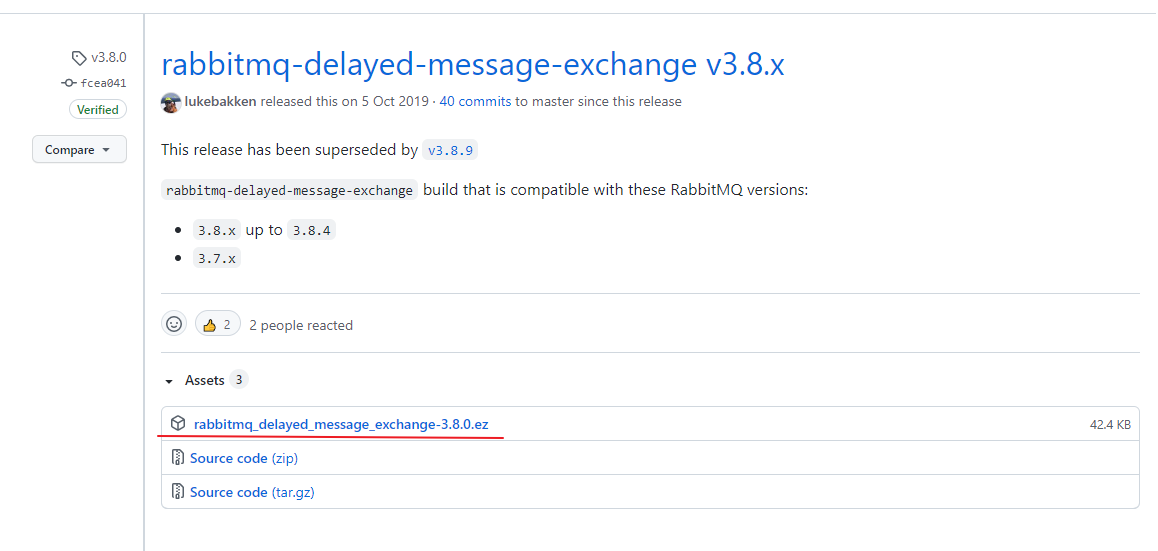 v3.8.0
fcea041
Verified
Compare
rabbitmq-delayed-message-exchange v3.8.x
lukebakken released this on 5 Oct 2019 · 40 commits to master since this release
This release has been superseded by v3.8.9
rabbitmq-delayed-message-exchange build that is compatible with these RabbitMQ versions:
• 3.8.x up to 3.8.4
• 3.7.x
2 2 people reacted
Assets 3
rabbitmq_delayed_message_exchange-3.8.0.ez 42.4 KB
Source code (zip)
Source code (tar.gz)